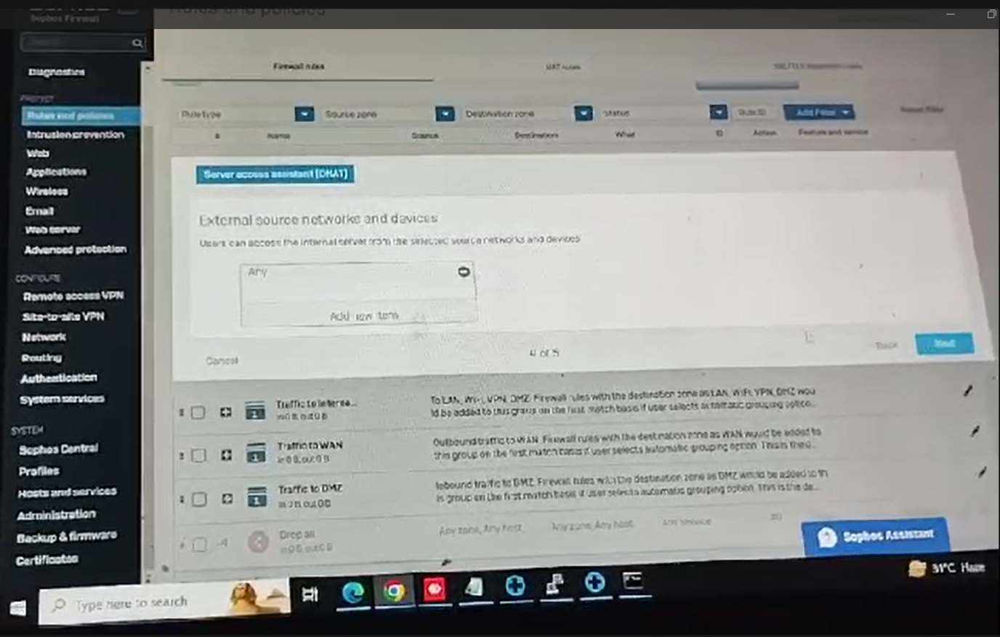 Sophos Firewall
Rules and policies
Diagnostics
PROTECT
Rules and policies
Intrusion prevention
Web
Applications
Wireless
Email
Web server
Advanced protection
CONFIGURE
Remote access VPN
Site-to-site VPN
Network
Routing
Authentication
System services
SYSTEM
Sophos Central
Profiles
Hosts and services
Administration
Backup & firmware
Certificates
Firewall rules
NAT rules
Rule type
Source zone
Destination zone
Status
Rule ID
Add Filter
Reset Filter
#
Name
Source
Destination
What
ID
Action
Feature and service
Server access assistant [DNAT]
External source networks and devices
Users can access the internal server from the selected source networks and devices
Any
Add new item
Cancel
4 of 5
Back
Next
Traffic to Interna...
in 0 B, out 0 B
To LAN, WiFi, VPN, DMZ. Firewall rules with the destination zone as LAN, WiFi, VPN, DMZ wou
ld be added to this group on the first match basis if user selects automatic grouping option...
Traffic to WAN
in 0 B, out 0 B
Outbound traffic to WAN. Firewall rules with the destination zone as WAN would be added to
this group on the first match basis if user selects automatic grouping option. This is the d...
Traffic to DMZ
in 0 B, out 0 B
Inbound traffic to DMZ. Firewall rules with the destination zone as DMZ would be added to th
is group on the first match basis if user selects automatic grouping option. This is the de...
4
Drop all
in 0 B, out 0 B
Any zone, Any host
Any zone, Any host
Any service
Sophos Assistant
Type here to search
31°C Haze